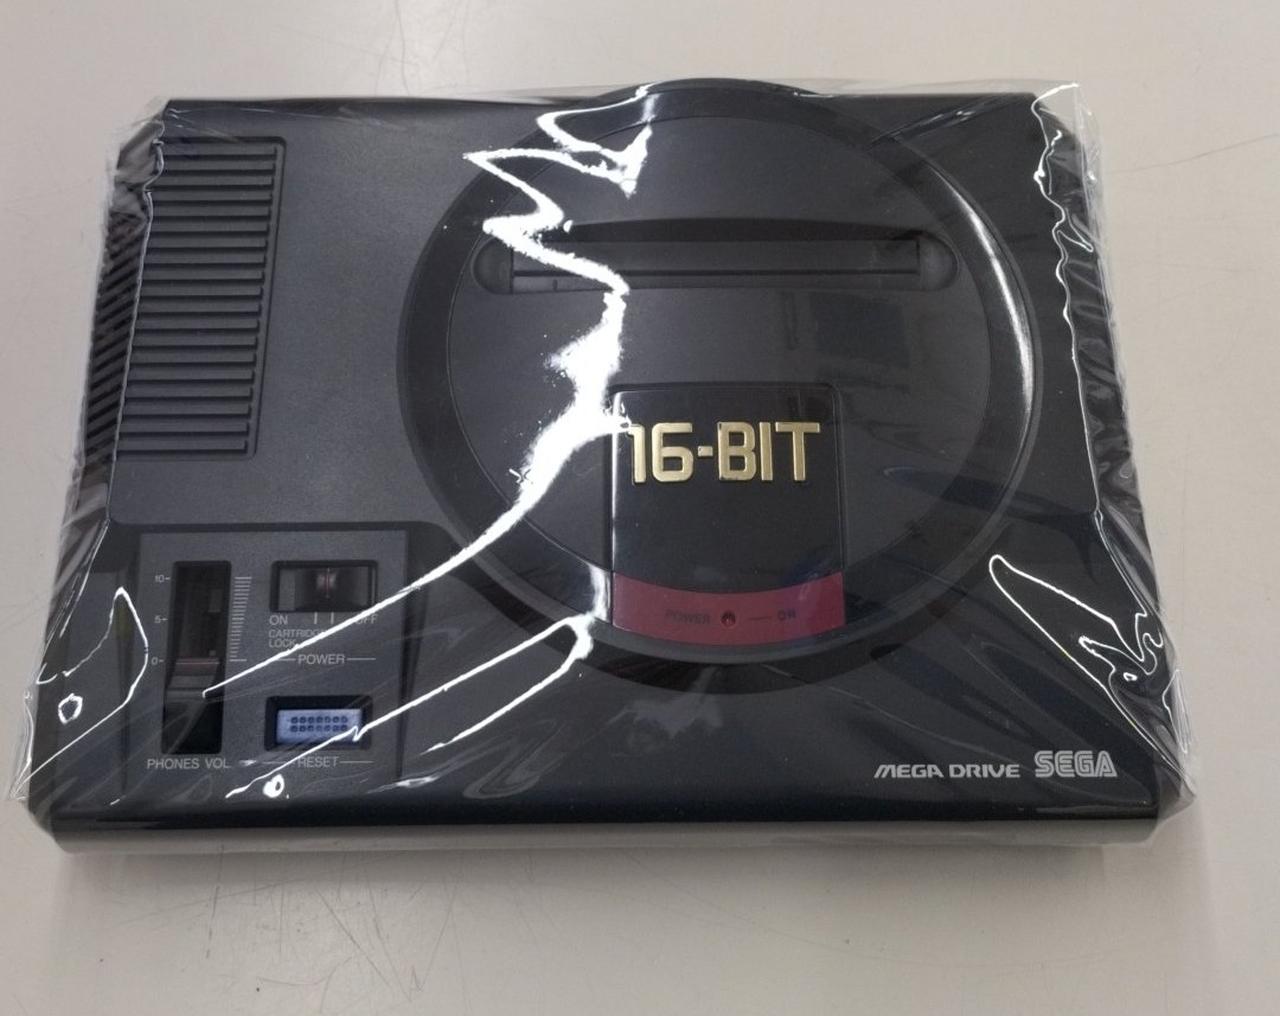 16-BIT
POWER ON
10
5
0
ON OFF
CARTRIDGE
LOCK
POWER
PHONES VOL
RESET
MEGA DRIVE SEGA